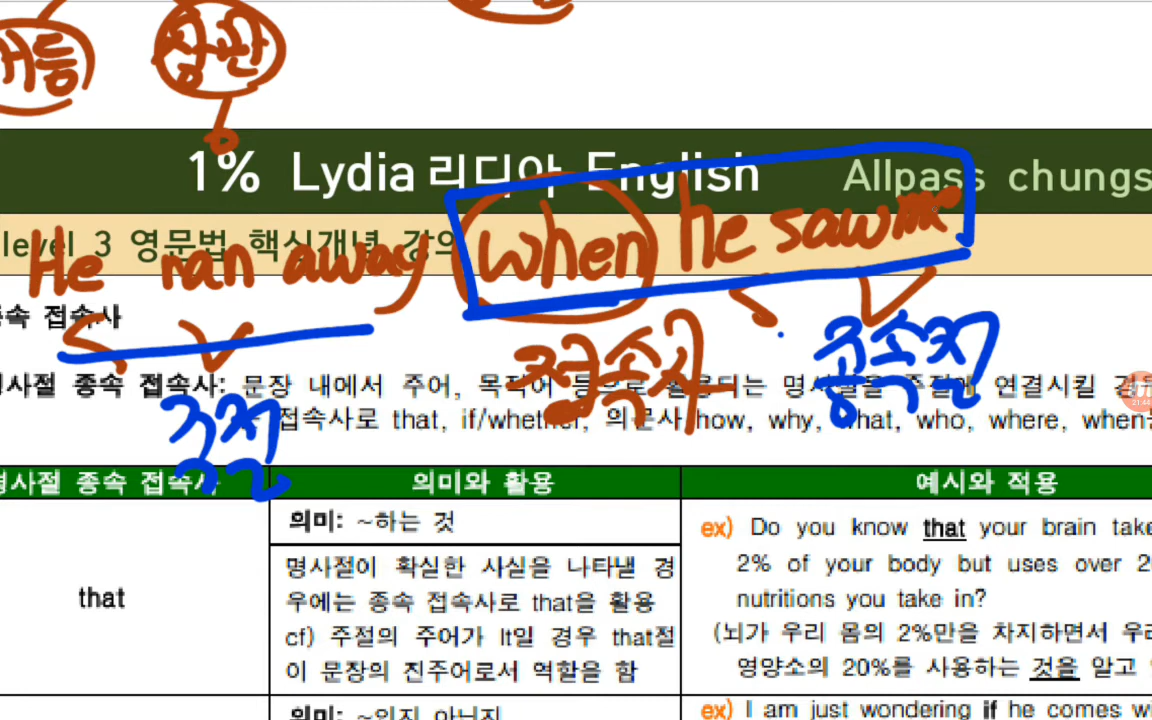 대등
상관
1% Lydia 리디아 English Allpass chungs
level 3 영문법 핵심개념 강의
He ran away when he saw me
종속 접속사
S V S V
접속사 종속절
명사절 종속 접속사: 문장 내에서 주어, 목적어 등으로 활용되는 명사절을 주절에 연결시킬 경우
주절
접속사로 that, if/whether, 의문사 how, why, what, who, where, when
명사절 종속 접속사 의미와 활용 예시와 적용
의미: ~하는 것
that
명사절이 확실한 사실을 나타낼 경
우에는 종속 접속사로 that을 활용
cf) 주절의 주어가 It일 경우 that절
이 문장의 진주어로서 역할을 함
ex) Do you know that your brain take
2% of your body but uses over 2
nutritions you take in?
(뇌가 우리 몸의 2%만을 차지하면서 우리
영양소의 20%를 사용하는 것을 알고
의미: ~인지 아닌지
ex) I am just wondering if he comes wi